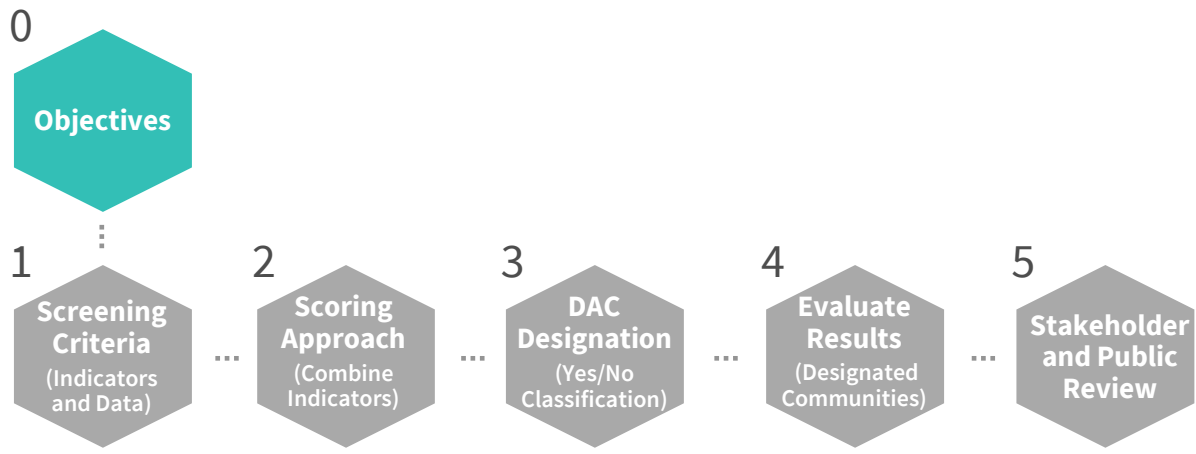 0
Objectives
1
Screening
Criteria
(Indicators
and Data)
2
Scoring
Approach
(Combine
Indicators)
3
DAC
Designation
(Yes/No
Classification)
4
Evaluate
Results
(Designated
Communities)
5
Stakeholder
and Public
Review